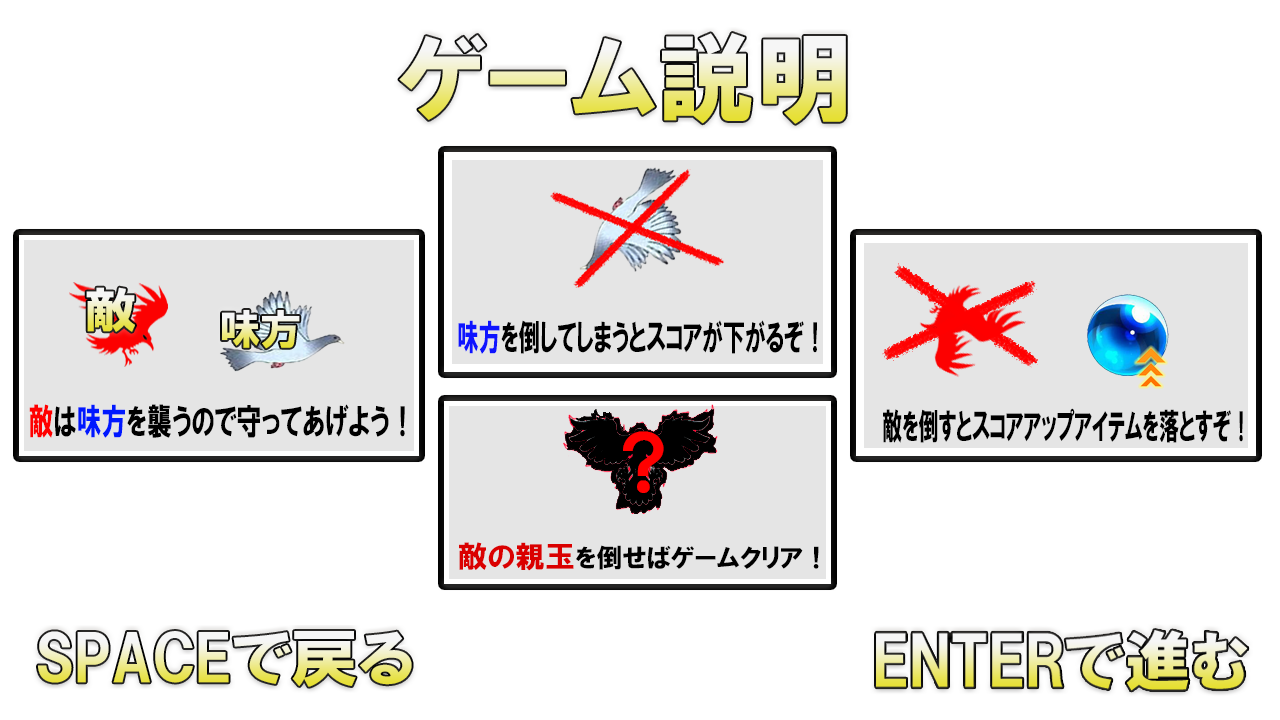 ゲーム説明
敵
味方
敵は味方を襲うので守ってあげよう!
味方を倒してしまうとスコアが下がるぞ!
?
敵の親玉を倒せばゲームクリア!
敵を倒すとスコアアップアイテムを落とすぞ!
SPACEで戻る
ENTERで進む